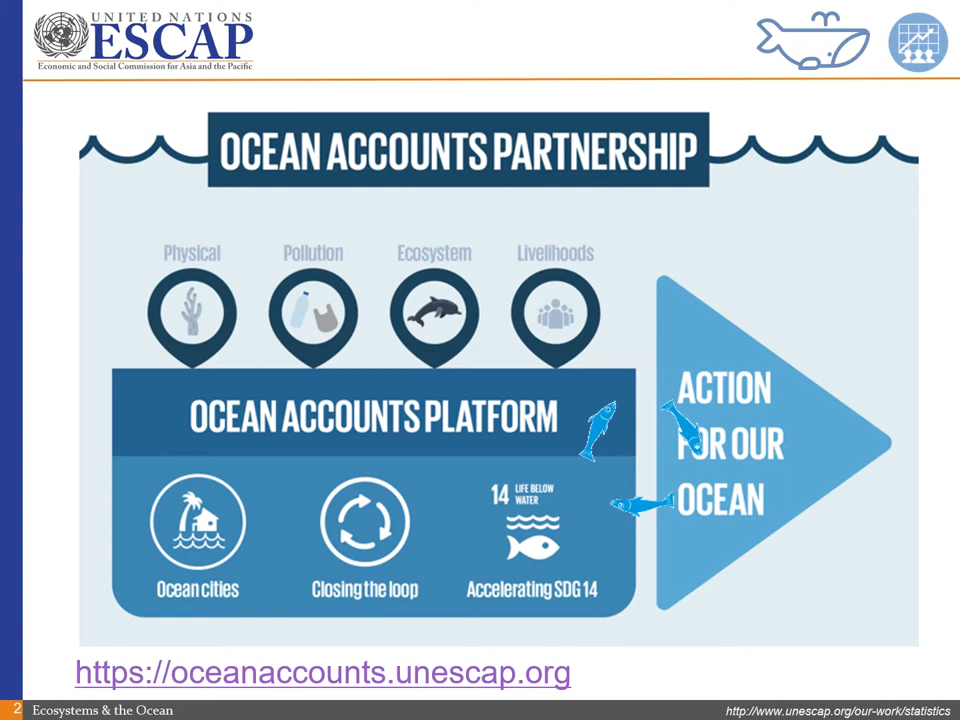 UNITED NATIONS
ESCAP
Economic and Social Commission for Asia and the Pacific
OCEAN ACCOUNTS PARTNERSHIP
Physical
Pollution
Ecosystem
Livelihoods
OCEAN ACCOUNTS PLATFORM
ACTION
FOR OUR
OCEAN
14 LIFE BELOW
WATER
Ocean cities
Closing the loop
Accelerating SDG 14
https://oceanaccounts.unescap.org
2 Ecosystems & the Ocean
http://www.unescap.org/our-work/statistics